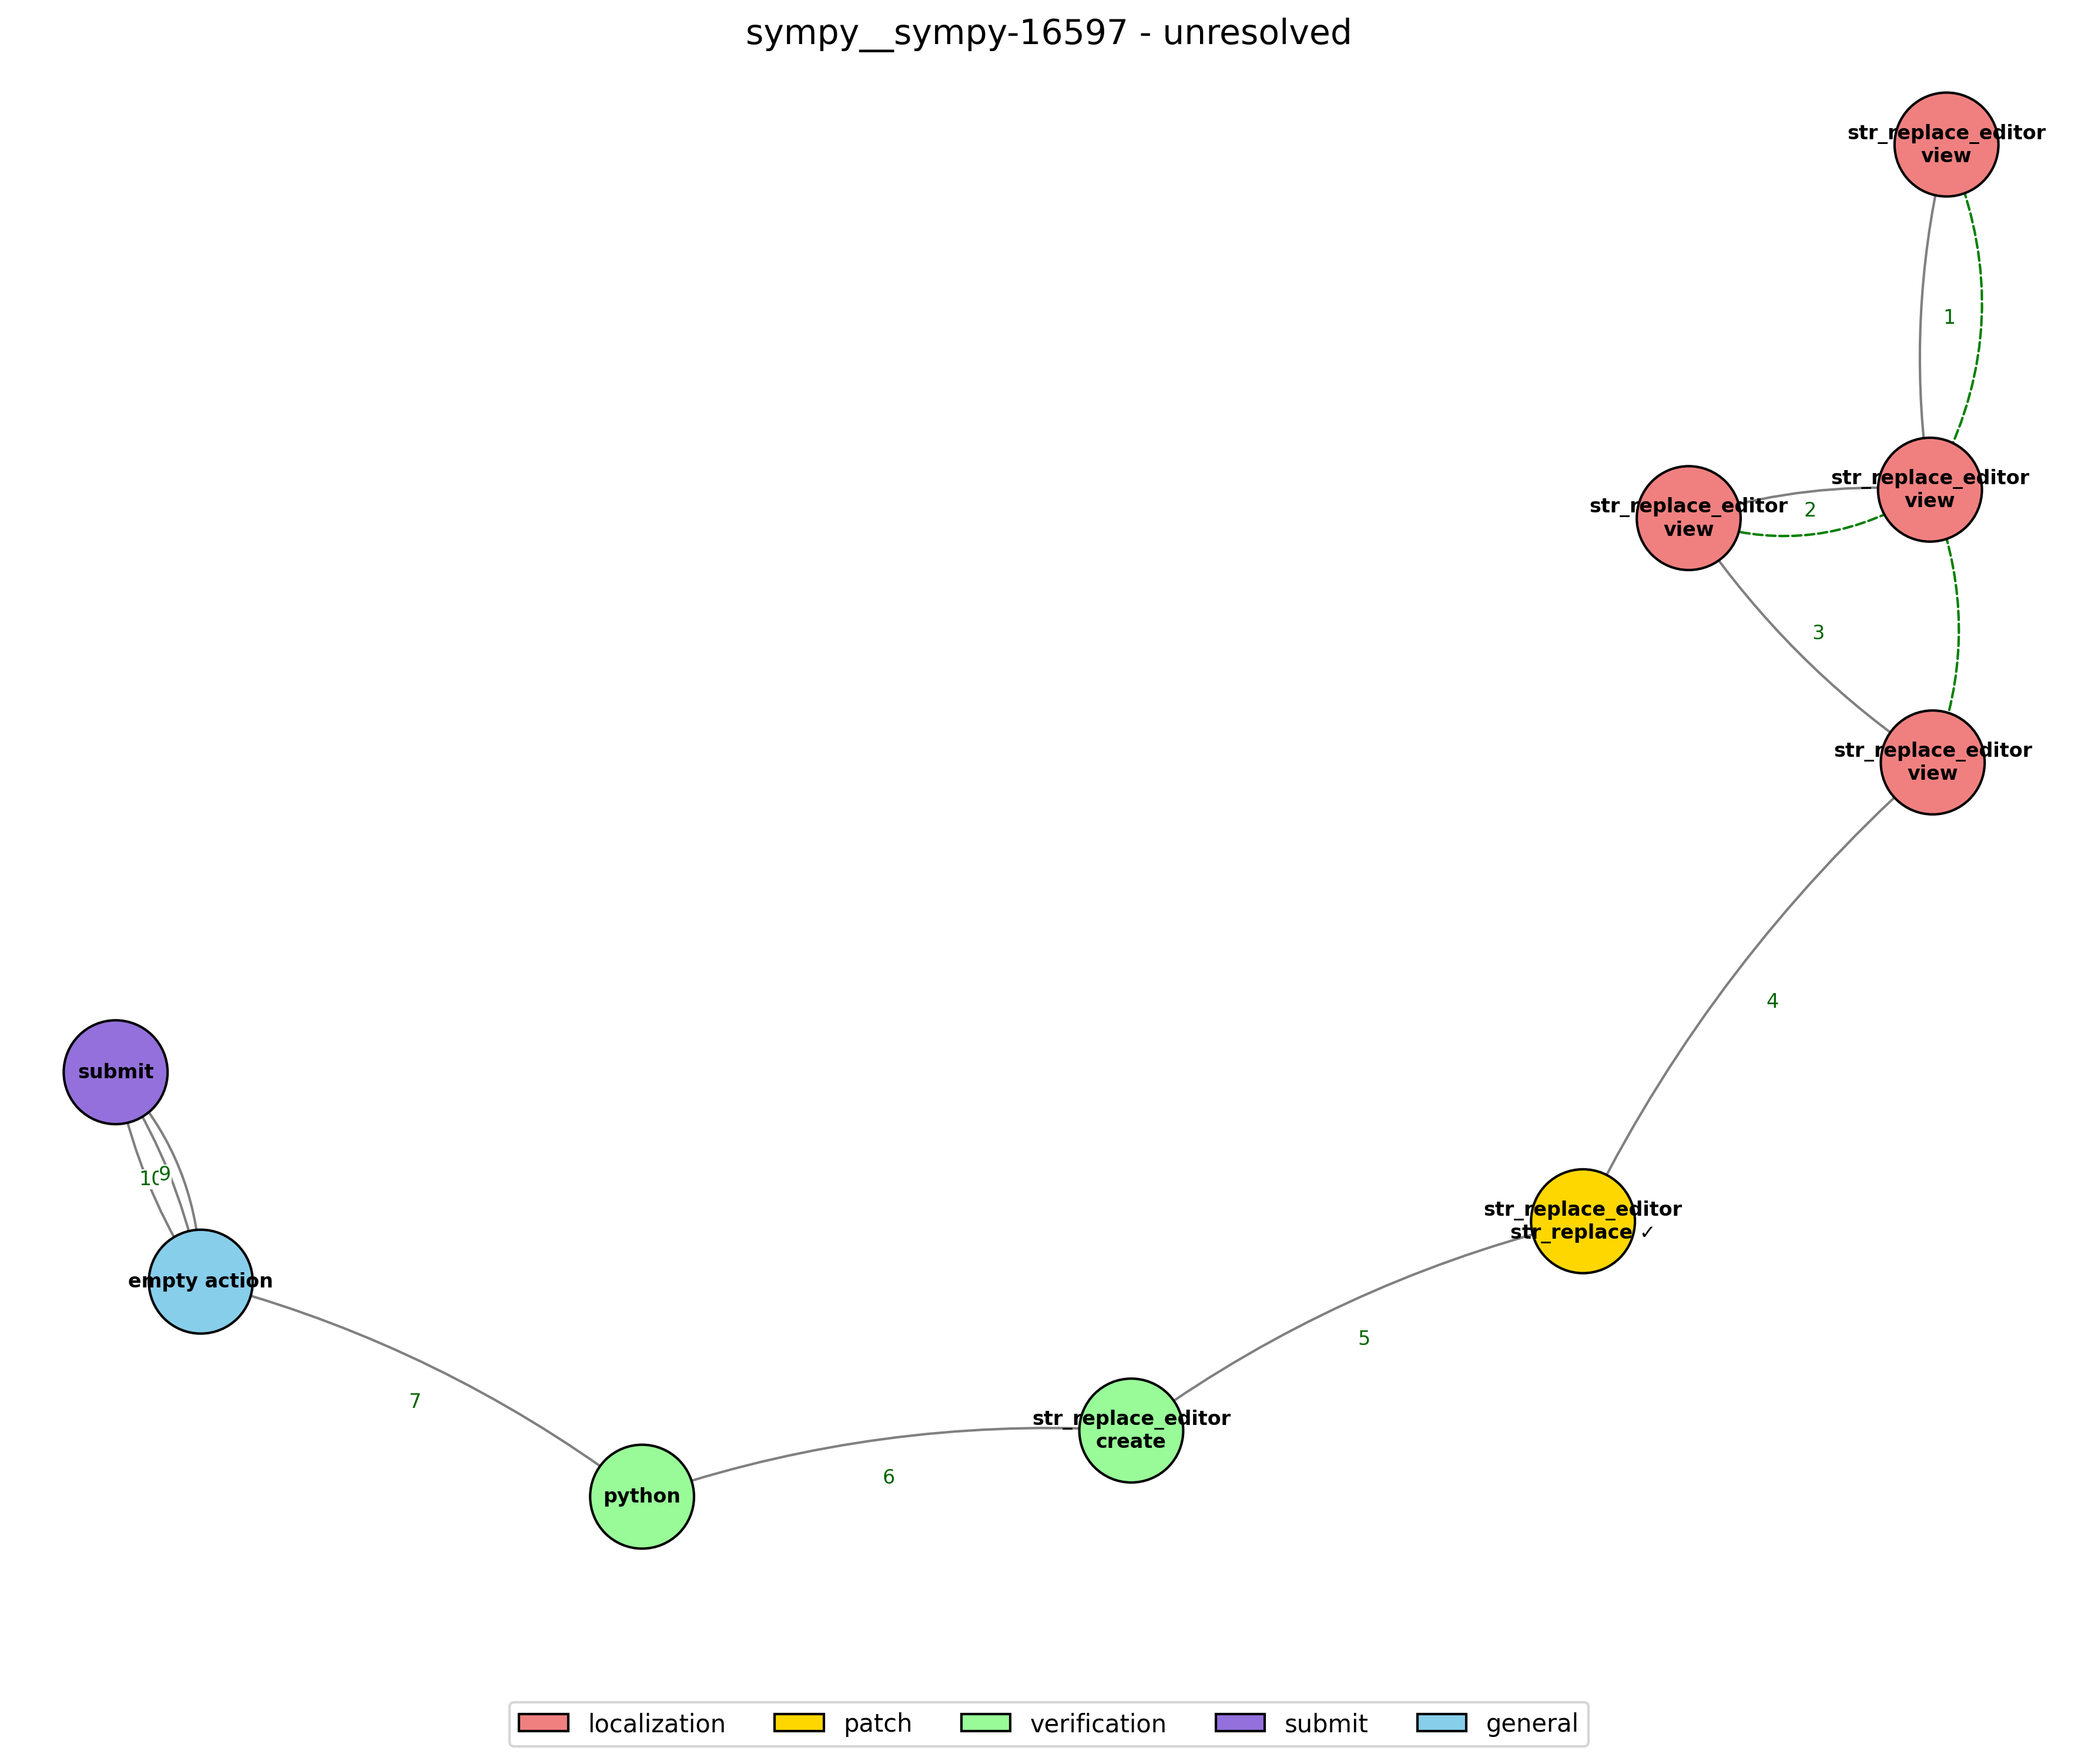 sympy__sympy-16597 - unresolved
str_replace_editor
view
1
str_replace_editor
view
str_replace_editor
view
2
3
str_replace_editor
view
4
submit
10
9
empty action
str_replace_editor
str_replace ✓
5
7
str_replace_editor
create
6
python
localization
patch
verification
submit
general